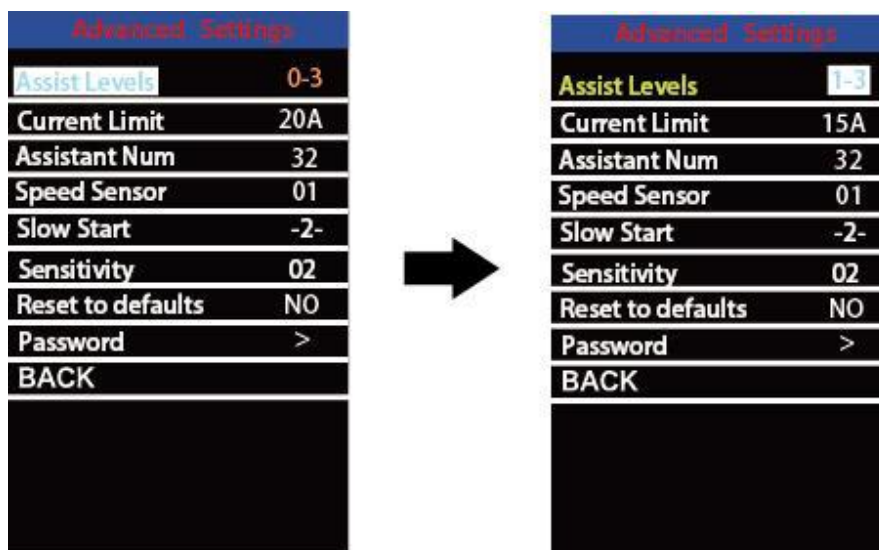 Advanced Settings
Assist Levels 0-3
Current Limit 20A
Assistant Num 32
Speed Sensor 01
Slow Start -2-
Sensitivity 02
Reset to defaults NO
Password >
BACK
Advanced Settings
Assist Levels 1-3
Current Limit 15A
Assistant Num 32
Speed Sensor 01
Slow Start -2-
Sensitivity 02
Reset to defaults NO
Password >
BACK